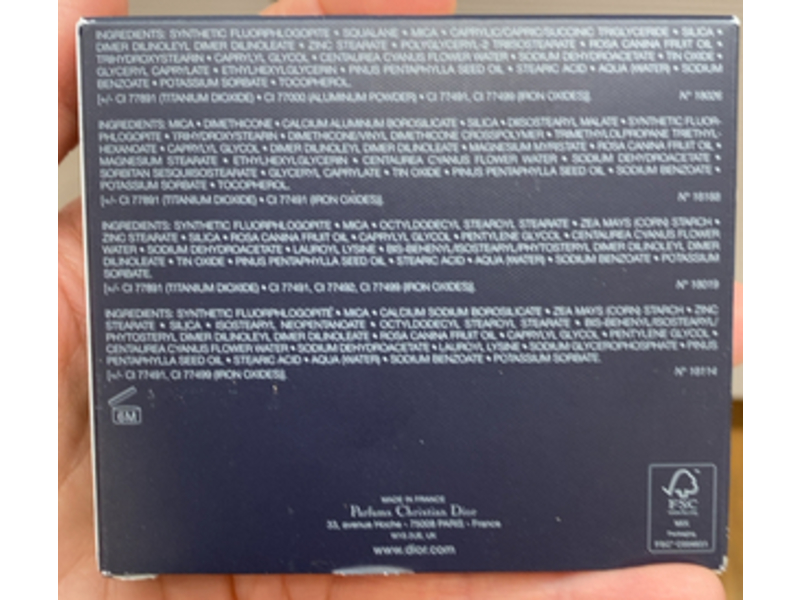 INGREDIENTS: SYNTHETIC FLUORPHLOGOPITE • SQUALANE • MICA • CAPRYLIC/CAPRIC/SUCCINIC TRIGLYCERIDE • SILICA •
DIMER DILINOLEYL DIMER DILINOLEATE • ZINC STEARATE • POLYGLYCERYL-2 TRIISOSTEARATE • ROSA CANINA FRUIT OIL •
TRIHYDROXYSTEARIN • CAPRYLYL GLYCOL • CENTAUREA CYANUS FLOWER WATER • SODIUM DEHYDROACETATE • TIN OXIDE •
GLYCERYL CAPRYLATE • ETHYLHEXYLGLYCERIN • PINUS PENTAPHYLLA SEED OIL • STEARIC ACID • AQUA (WATER) • SODIUM
BENZOATE • POTASSIUM SORBATE • TOCOPHEROL.
[+/- CI 77891 (TITANIUM DIOXIDE) • CI 77000 (ALUMINUM POWDER) • CI 77491, CI 77499 (IRON OXIDES)]. N° 18026
INGREDIENTS: MICA • DIMETHICONE • CALCIUM ALUMINUM BOROSILICATE • SILICA • DIISOSTEARYL MALATE • SYNTHETIC FLUOR-
PHLOGOPITE • TRIHYDROXYSTEARIN • DIMETHICONE/VINYL DIMETHICONE CROSSPOLYMER • TRIMETHYLOLPROPANE TRIETHYL-
HEXANOATE • CAPRYLYL GLYCOL • DIMER DILINOLEYL DIMER DILINOLEATE • MAGNESIUM MYRISTATE • ROSA CANINA FRUIT OIL •
MAGNESIUM STEARATE • ETHYLHEXYLGLYCERIN • CENTAUREA CYANUS FLOWER WATER • SODIUM DEHYDROACETATE •
SORBITAN SESQUIISOSTEARATE • GLYCERYL CAPRYLATE • TIN OXIDE • PINUS PENTAPHYLLA SEED OIL • SODIUM BENZOATE •
POTASSIUM SORBATE • TOCOPHEROL.
[+/- CI 77891 (TITANIUM DIOXIDE) • CI 77491 (IRON OXIDES)]. N°
INGREDIENTS: SYNTHETIC FLUORPHLOGOPITE • MICA • OCTYLDODECYL STEAROYL STEARATE • ZEA MAYS (CORN) STARCH •
ZINC STEARATE • SILICA • ROSA CANINA FRUIT OIL • CAPRYLYL GLYCOL • PENTYLENE GLYCOL • CENTAUREA CYANUS FLOWER
WATER • SODIUM DEHYDROACETATE • LAUROYL LYSINE • BIS-BEHENYL/ISOSTEARYL/PHYTOSTERYL DIMER DILINOLEYL DIMER
DILINOLEATE • TIN OXIDE • PINUS PENTAPHYLLA SEED OIL • STEARIC ACID • AQUA (WATER) • SODIUM BENZOATE • POTASSIUM
SORBATE.
[+/- CI 77891 (TITANIUM DIOXIDE) • CI 77491, CI 77492, CI 77499 (IRON OXIDES)]. N° 18019
INGREDIENTS: SYNTHETIC FLUORPHLOGOPITE • MICA • CALCIUM SODIUM BOROSILICATE • ZEA MAYS (CORN) STARCH • ZINC
STEARATE • SILICA • ISOSTEARYL NEOPENTANOATE • OCTYLDODECYL STEAROYL STEARATE • BIS-BEHENYL/ISOSTEARYL/
PHYTOSTERYL DIMER DILINOLEYL DIMER DILINOLEATE • ROSA CANINA FRUIT OIL • CAPRYLYL GLYCOL • PENTYLENE GLYCOL •
CENTAUREA CYANUS FLOWER WATER • SODIUM DEHYDROACETATE • LAUROYL LYSINE • SODIUM GLYCEROPHOSPHATE • PINUS
PENTAPHYLLA SEED OIL • STEARIC ACID • AQUA (WATER) • SODIUM BENZOATE • POTASSIUM SORBATE.
[+/- CI 77491, CI 77499 (IRON OXIDES)]. N° 18114
6M
MADE IN FRANCE
Parfums Christian Dior
33, avenue Hoche - 75008 PARIS - France
W1S 2UE, UK
www.dior.com
FSC
MIX